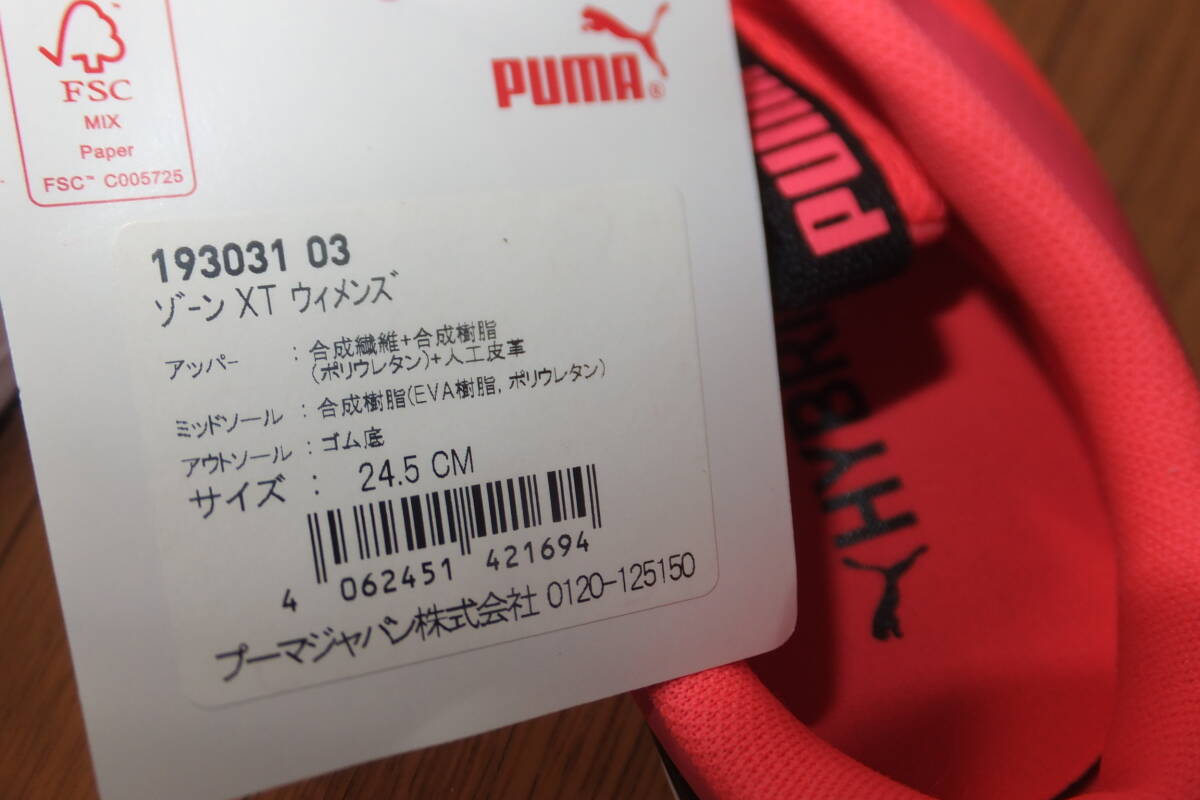 FSC
MIX
Paper
FSC™ C005725
PUMA®
193031 03
ゾーン XT ウィメンズ
アッパー : 合成繊維+合成樹脂
(ポリウレタン)+人工皮革
ミッドソール : 合成樹脂(EVA樹脂, ポリウレタン)
アウトソール : ゴム底
サイズ : 24.5 CM
4 062451 421694
プーマジャパン株式会社 0120-125150
PUMA
HYBRI